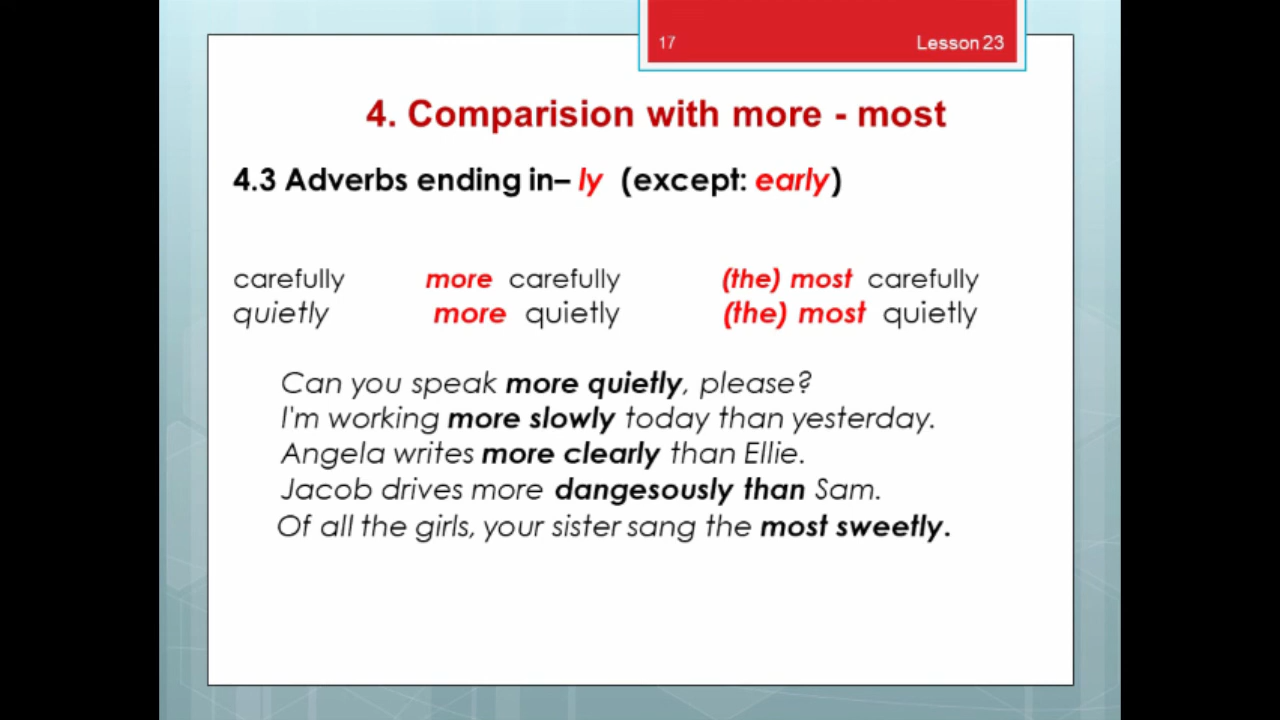 17 Lesson 23
4. Comparision with more - most
4.3 Adverbs ending in– ly (except: early)
carefully more carefully (the) most carefully
quietly more quietly (the) most quietly
Can you speak more quietly, please?
I'm working more slowly today than yesterday.
Angela writes more clearly than Ellie.
Jacob drives more dangesously than Sam.
Of all the girls, your sister sang the most sweetly.